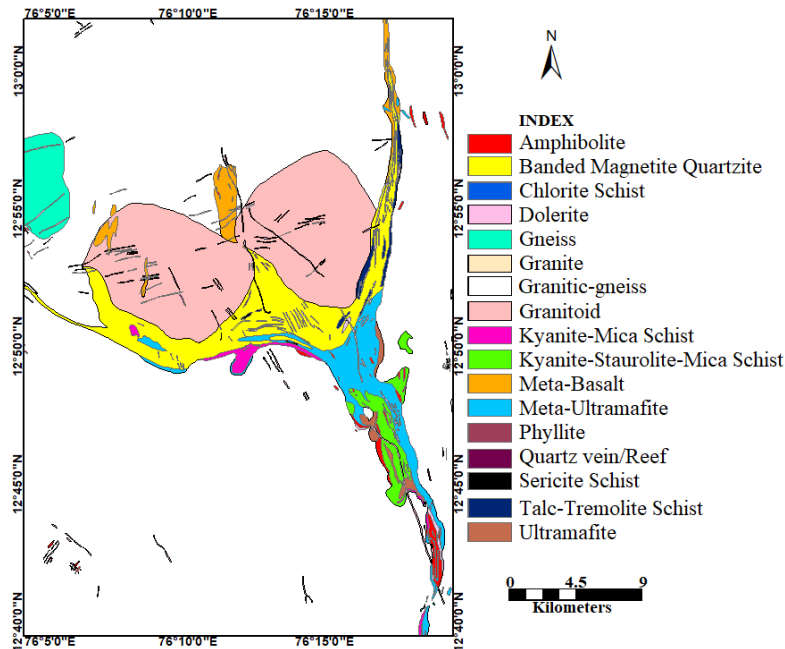 76°5'0"E 76°10'0"E 76°15'0"E
N
13°0'0"N
13°0'0"N
12°55'0"N
12°55'0"N
12°50'0"N
12°50'0"N
12°45'0"N
12°45'0"N
12°40'0"N
12°40'0"N
INDEX
Amphibolite
Banded Magnetite Quartzite
Chlorite Schist
Dolerite
Gneiss
Granite
Granitic-gneiss
Granitoid
Kyanite-Mica Schist
Kyanite-Staurolite-Mica Schist
Meta-Basalt
Meta-Ultramafite
Phyllite
Quartz vein/Reef
Sericite Schist
Talc-Tremolite Schist
Ultramafite
0 4.5 9
Kilometers
76°5'0"E 76°10'0"E 76°15'0"E